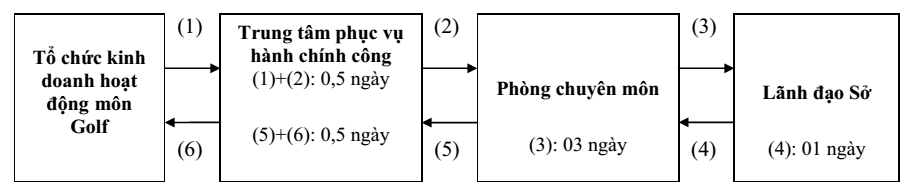 (1)
(2)
(3)
Tổ chức kinh
doanh hoạt
động môn
Golf
Trung tâm phục vụ
hành chính công
(1)+(2): 0,5 ngày
(5)+(6): 0,5 ngày
Phòng chuyên môn
(3): 03 ngày
Lãnh đạo Sở
(4): 01 ngày
(6)
(5)
(4)